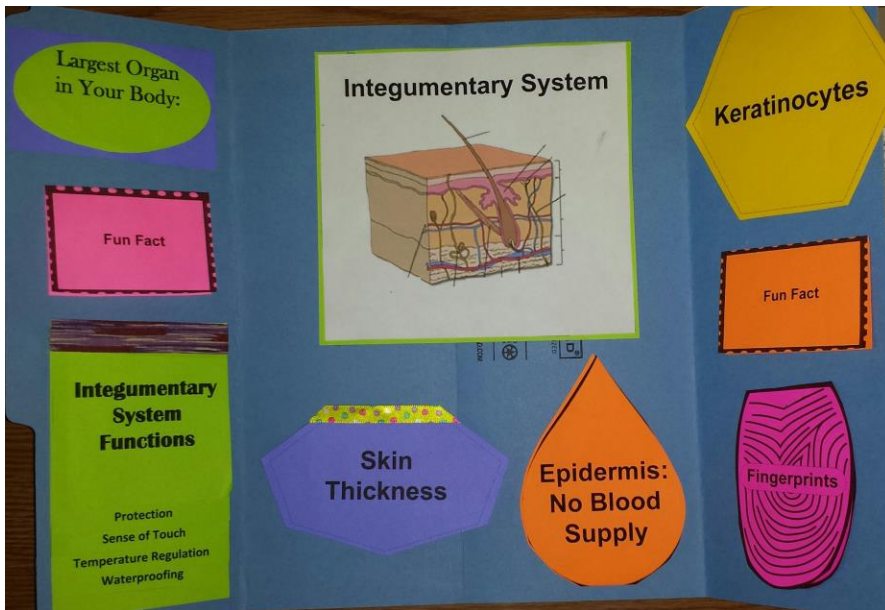 Largest Organ
in Your Body:
Fun Fact
Integumentary
System
Functions
Protection
Sense of Touch
Temperature Regulation
Waterproofing
Integumentary System
Skin
Thickness
Epidermis:
No Blood
Supply
Keratinocytes
Fun Fact
Fingerprints